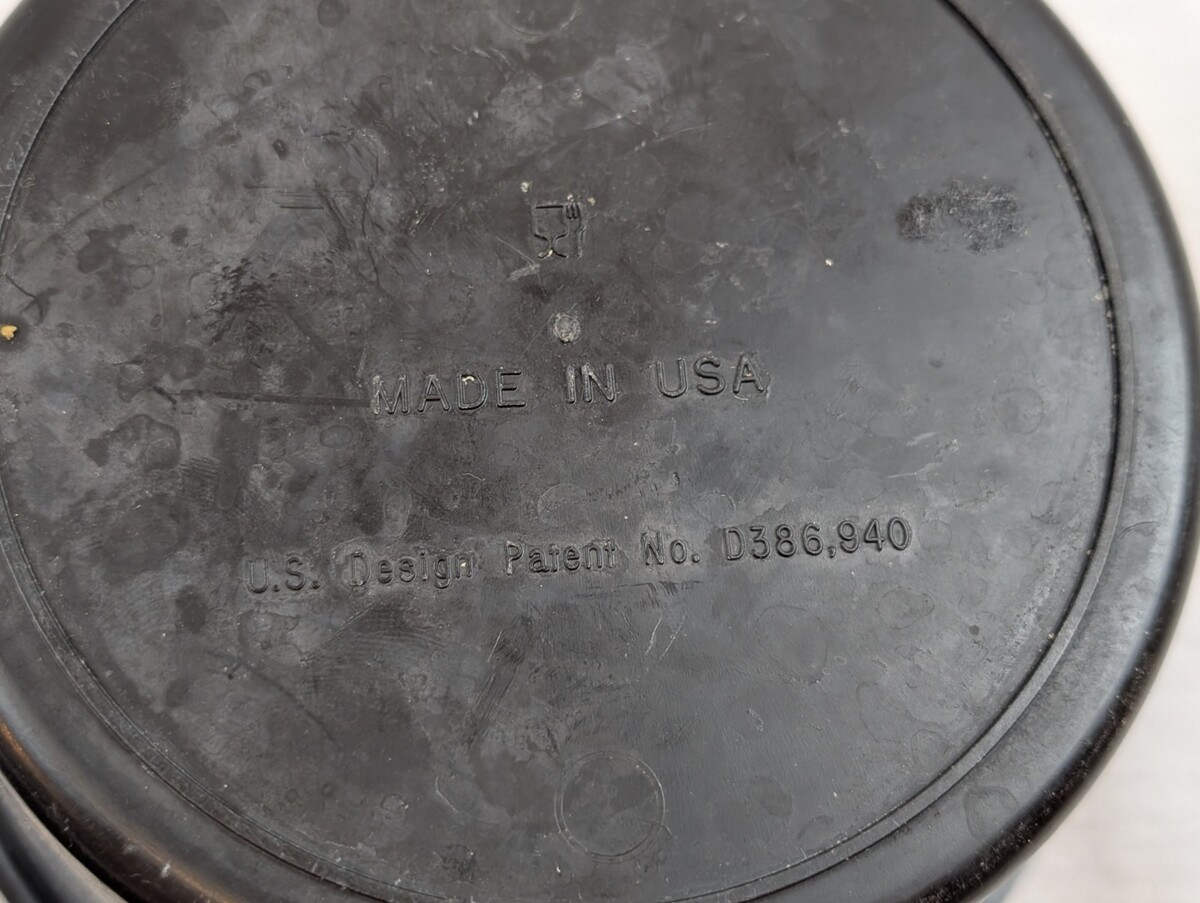 MADE IN USA
U.S. Design Patent No. D386,940